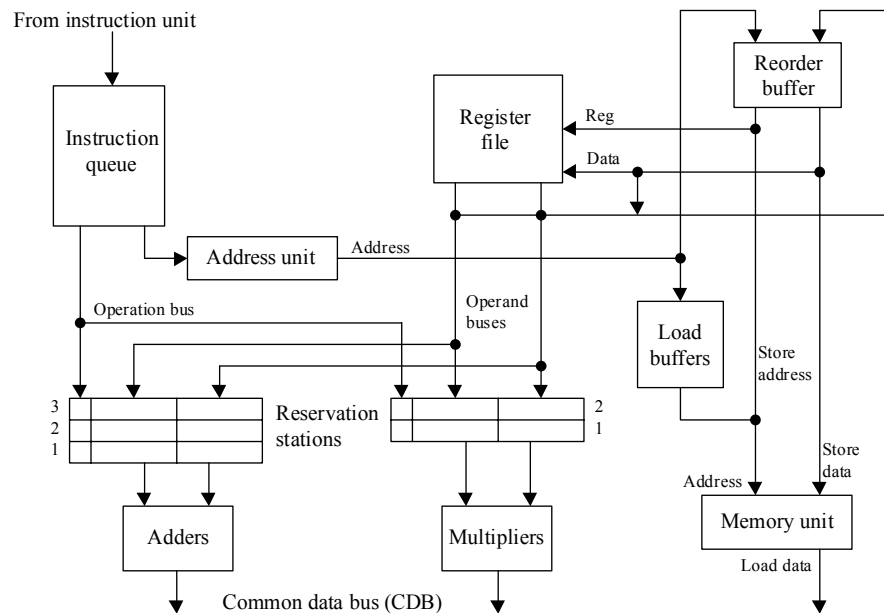 From instruction unit
Reorder
buffer
Instruction
queue
Register
file
Reg
Data
Address unit
Address
Operation bus
Operand
buses
Load
buffers
Store
address
3
2
1
Reservation
stations
2
1
Store
data
Address
Adders
Multipliers
Memory unit
Load data
Common data bus (CDB)